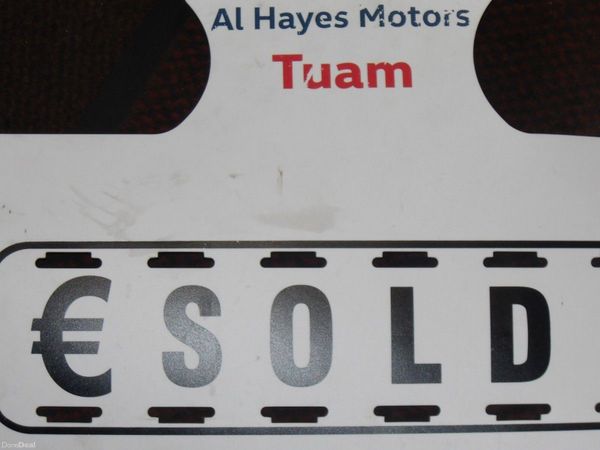 Al Hayes Motors
Tuam
€SOLD
DoneDeal